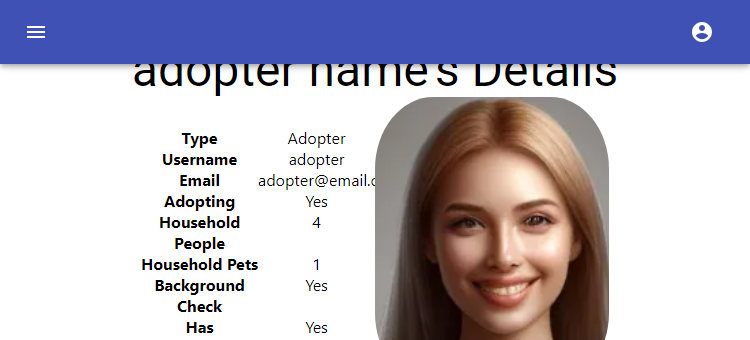 adopter name's Details
Type Adopter
Username adopter
Email adopter@email.c
Adopting Yes
Household 4
People
Household Pets 1
Background Yes
Check
Has Yes